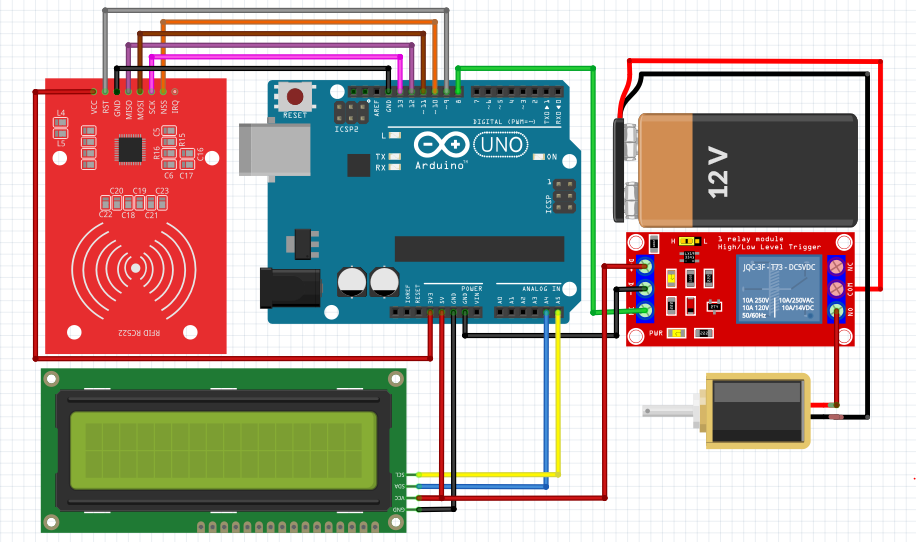 VCC
RST
GND
MISO
MOSI
SCK
NSS
IRQ
L4
L5
C5
R15
R16
C16
C6
C17
C20
C19
C23
C22
C18
C21
RFID RC522
RESET
ICSP2
AREF
GND
13
12
~11
~10
~9
8
7
~6
~5
4
~3
2
TX0▶1
RX0◀0
DIGITAL (PWM=~)
L
TX
RX
UNO
Arduino™
ON
1
ICSP
IOREF
RESET
3V3
5V
GND
GND
VIN
POWER
ANALOG IN
A0
A1
A2
A3
A4
A5
12 V
1 relay module
High/Low Level Trigger
H
L
JQC-3F - T73 - DC5VDC
10A 250V
10A/250VAC
10A 120V
10A/14VDC
50/60Hz
NC
COM
NO
PWR
SCL
SDA
VCC
GND